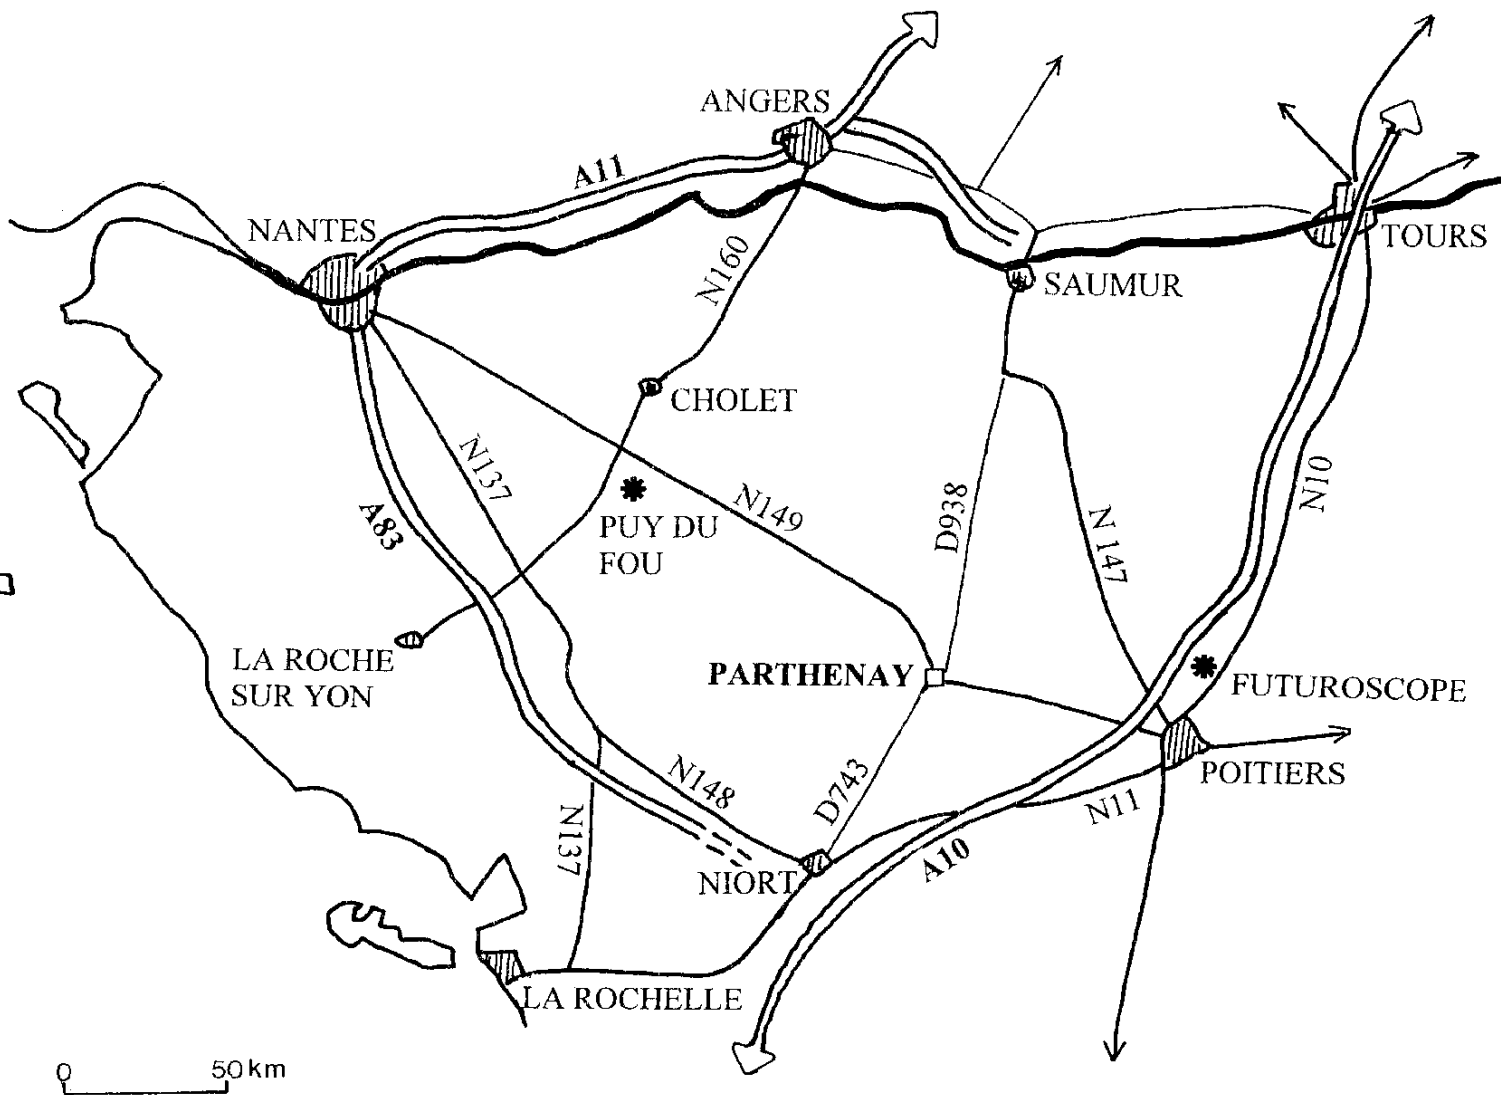 ANGERS
A11
NANTES
TOURS
N160
SAUMUR
CHOLET
N137
N10
A83
N149
D938
PUY DU
FOU
N 147
LA ROCHE
SUR YON
PARTHENAY
FUTUROSCOPE
N148
D743
POITIERS
N11
N137
A10
NIORT
LA ROCHELLE
0 50 km